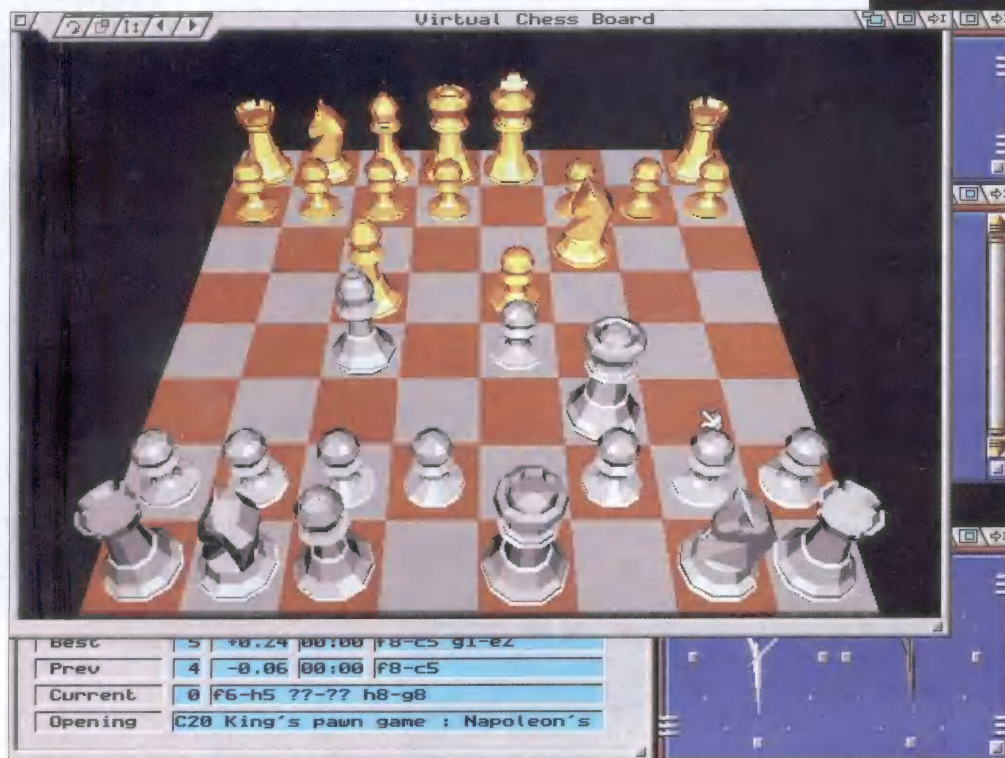 Virtual Chess Board
Best 5 +0.24 00:00 f8-c5 g1-e2
Prev 4 -0.06 00:00 f8-c5
Current 0 f6-h5 ??-?? h8-g8
Opening C20 King's pawn game : Napoleon's